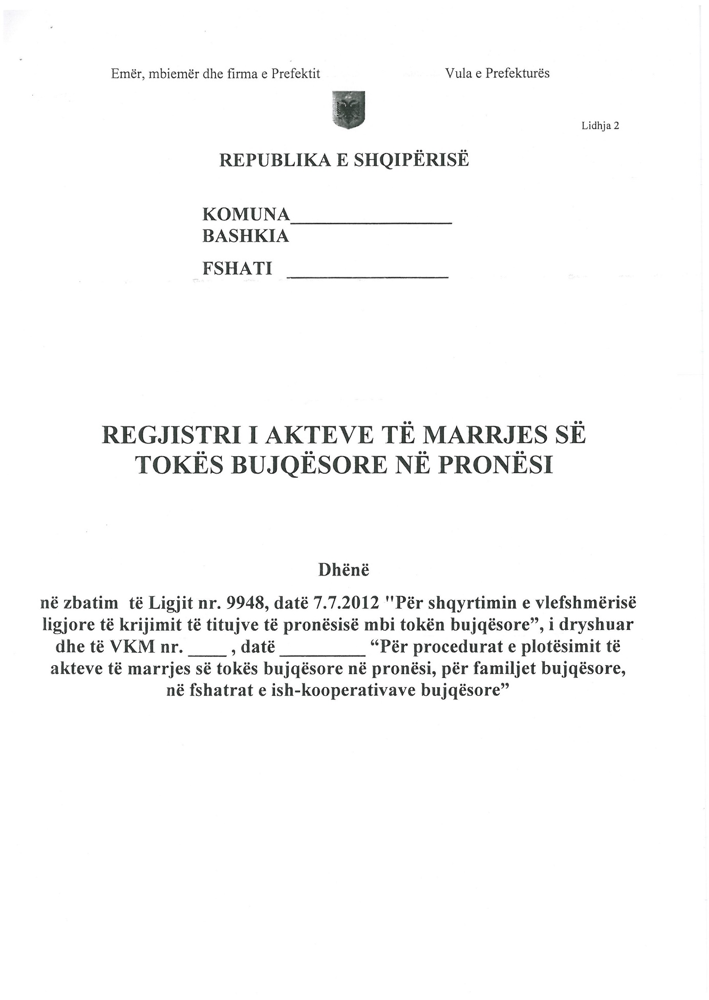 Emër, mbiemër dhe firma e Prefektit Vula e Prefekturës
Lidhja 2
REPUBLIKA E SHQIPËRISË
KOMUNA_________________
BASHKIA
FSHATI _________________
REGJISTRI I AKTEVE TË MARRJES SË
TOKËS BUJQËSORE NË PRONËSI
Dhënë
në zbatim të Ligjit nr. 9948, datë 7.7.2012 "Për shqyrtimin e vlefshmërisë
ligjore të krijimit të titujve të pronësisë mbi tokën bujqësore”, i dryshuar
dhe të VKM nr. ____ , datë _________ “Për procedurat e plotësimit të
akteve të marrjes së tokës bujqësore në pronësi, për familjet bujqësore,
në fshatrat e ish-kooperativave bujqësore”